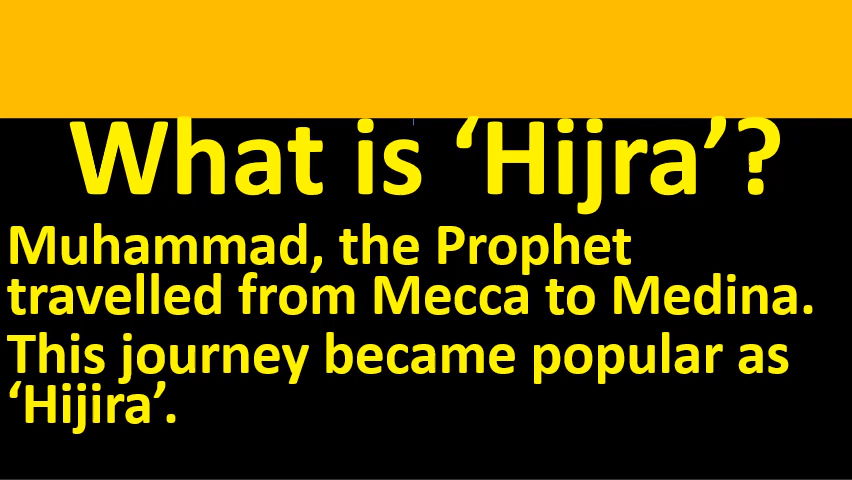 What is ‘Hijra’?
Muhammad, the Prophet
travelled from Mecca to Medina.
This journey became popular as
‘Hijira’.